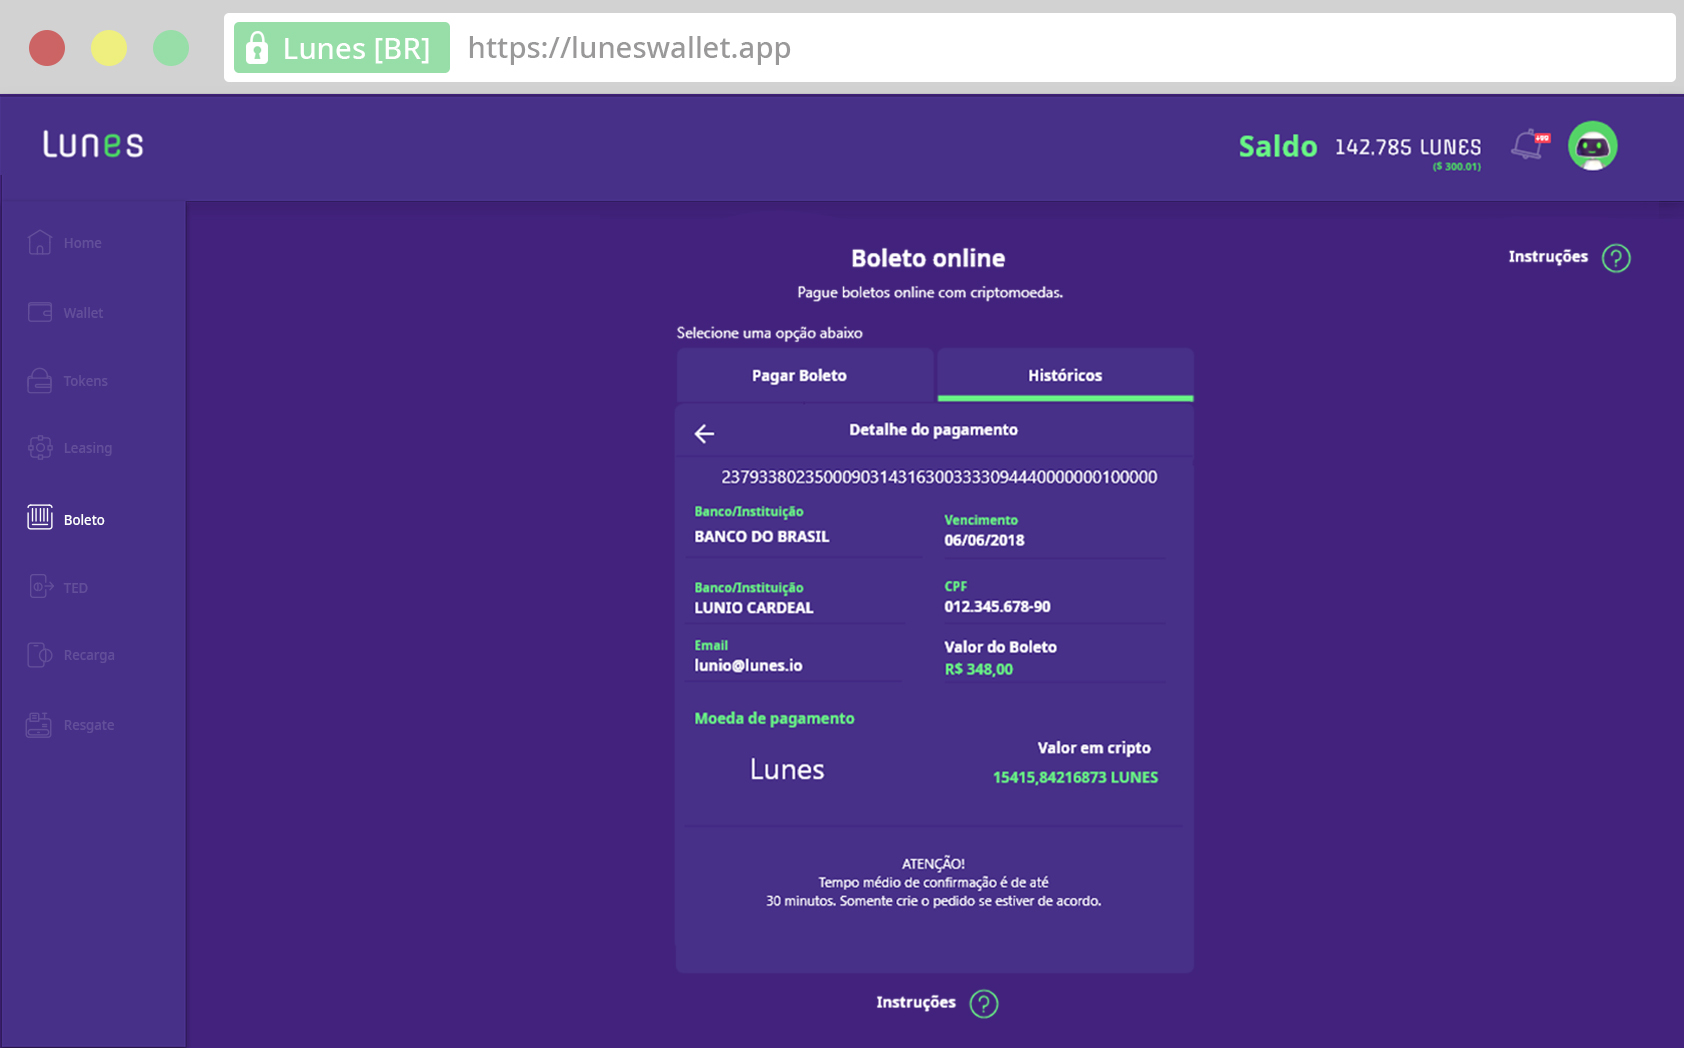 Lunes [BR] https://luneswallet.app
Lunes
Saldo 142.785 LUNES
+99
($ 300.01)
Home
Wallet
Tokens
Leasing
Boleto
TED
Recarga
Resgate
Boleto online
Instruções ?
Pague boletos online com criptomoedas.
Selecione uma opção abaixo
Pagar Boleto Históricos
Detalhe do pagamento
23793380235000903143163003333094440000000100000
Banco/Instituição
BANCO DO BRASIL
Vencimento
06/06/2018
Banco/Instituição
LUNIO CARDEAL
CPF
012.345.678-90
Email
lunio@lunes.io
Valor do Boleto
R$ 348,00
Moeda de pagamento
Lunes
Valor em cripto
15415,84216873 LUNES
ATENÇÃO!
Tempo médio de confirmação é de até
30 minutos. Somente crie o pedido se estiver de acordo.
Instruções ?